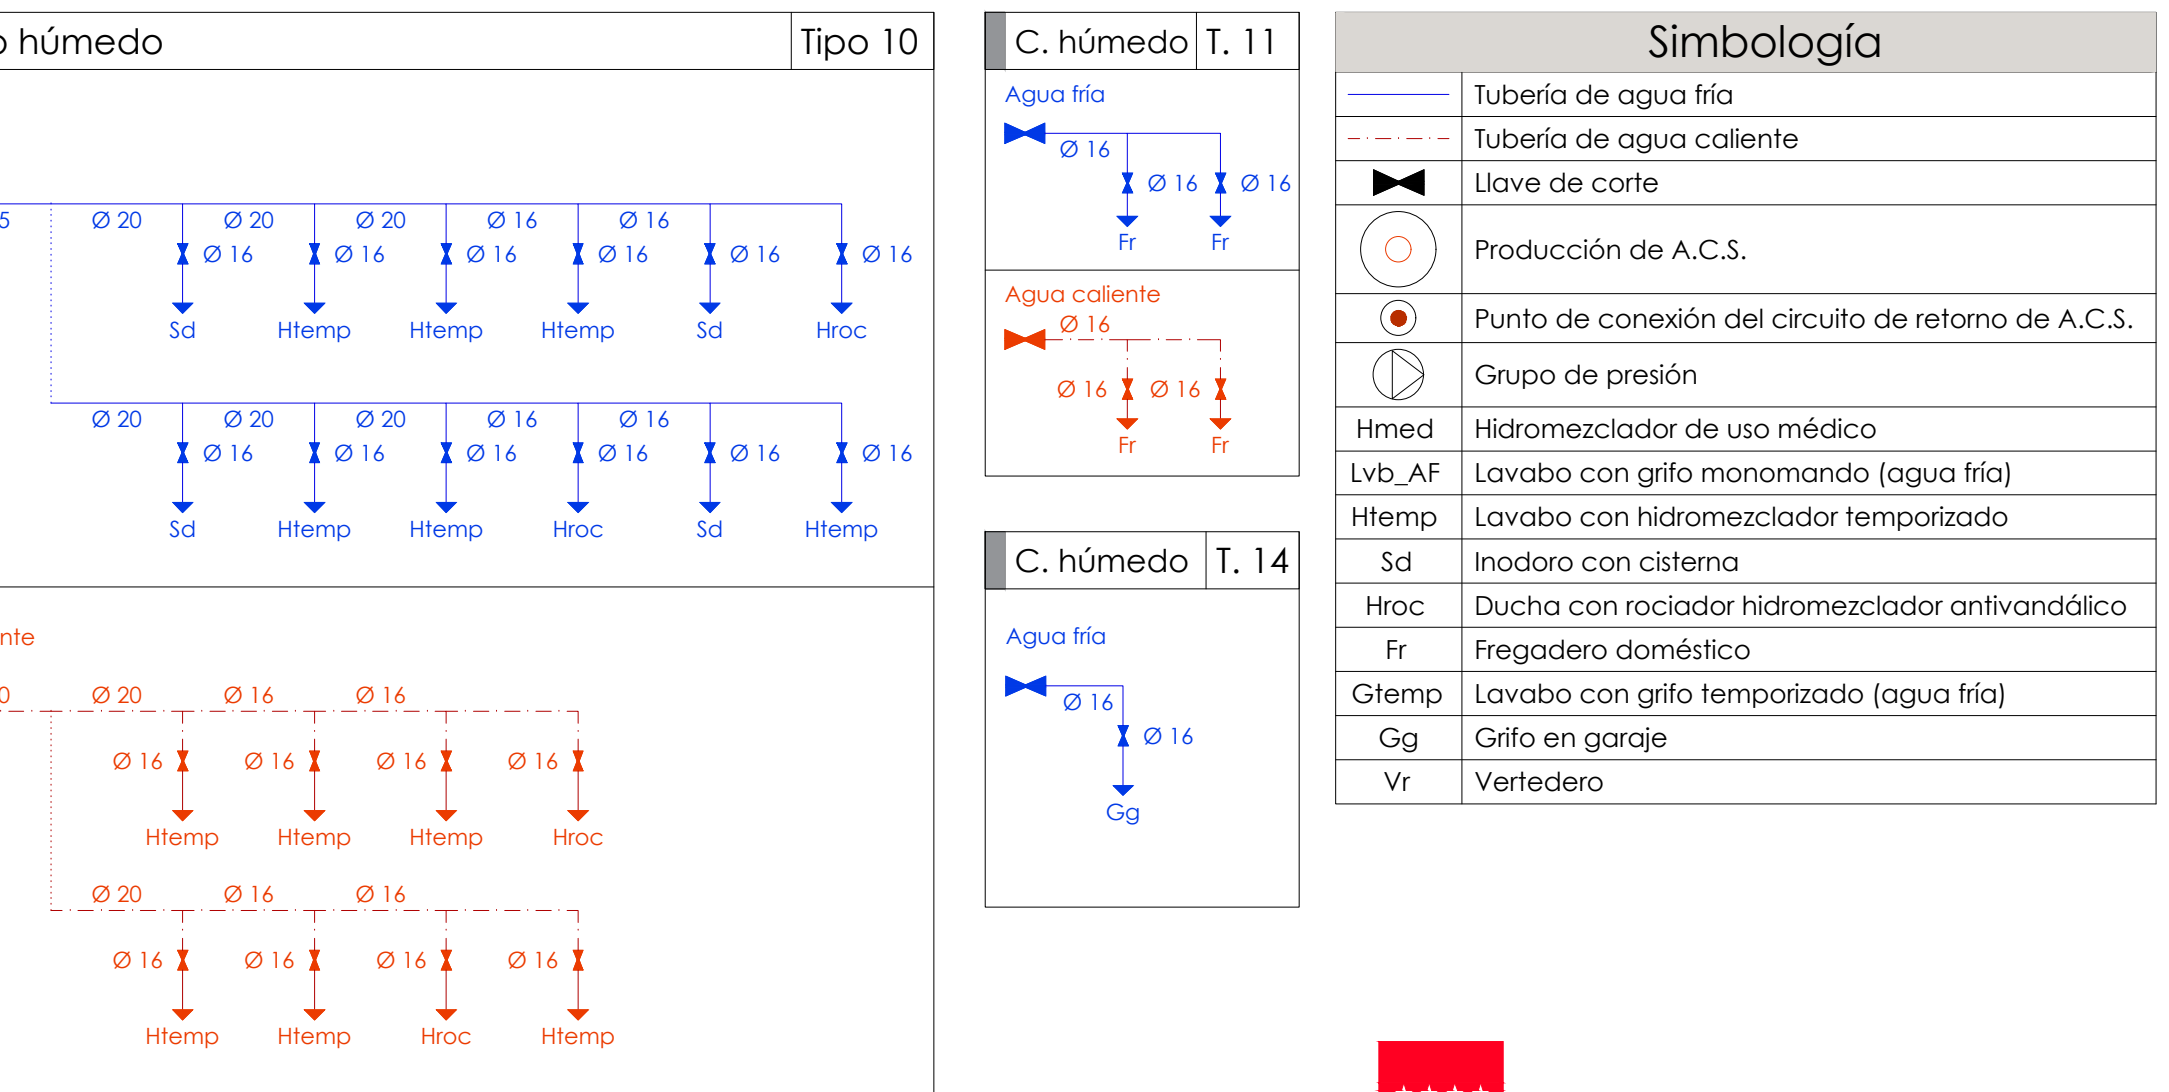 húmedo
Tipo 10
Ø 20 Ø 20 Ø 20 Ø 16 Ø 16
Ø 16 Ø 16 Ø 16 Ø 16 Ø 16 Ø 16
Sd Htemp Htemp Htemp Sd Hroc
Ø 20 Ø 20 Ø 20 Ø 16 Ø 16
Ø 16 Ø 16 Ø 16 Ø 16 Ø 16 Ø 16
Sd Htemp Htemp Hroc Sd Htemp
Ø 20 Ø 16 Ø 16
Ø 16 Ø 16 Ø 16 Ø 16
Htemp Htemp Htemp Hroc
Ø 20 Ø 16 Ø 16
Ø 16 Ø 16 Ø 16 Ø 16
Htemp Htemp Hroc Htemp
C. húmedo T. 11
Agua fría
Ø 16
Ø 16 Ø 16
Fr Fr
Agua caliente
Ø 16
Ø 16 Ø 16
Fr Fr
C. húmedo T. 14
Agua fría
Ø 16
Ø 16
Gg
Simbología
Tubería de agua fría
Tubería de agua caliente
Llave de corte
Producción de A.C.S.
Punto de conexión del circuito de retorno de A.C.S.
Grupo de presión
Hmed Hidromezclador de uso médico
Lvb_AF Lavabo con grifo monomando (agua fría)
Htemp Lavabo con hidromezclador temporizado
Sd Inodoro con cisterna
Hroc Ducha con rociador hidromezclador antivandálico
Fr Fregadero doméstico
Gtemp Lavabo con grifo temporizado (agua fría)
Gg Grifo en garaje
Vr Vertedero